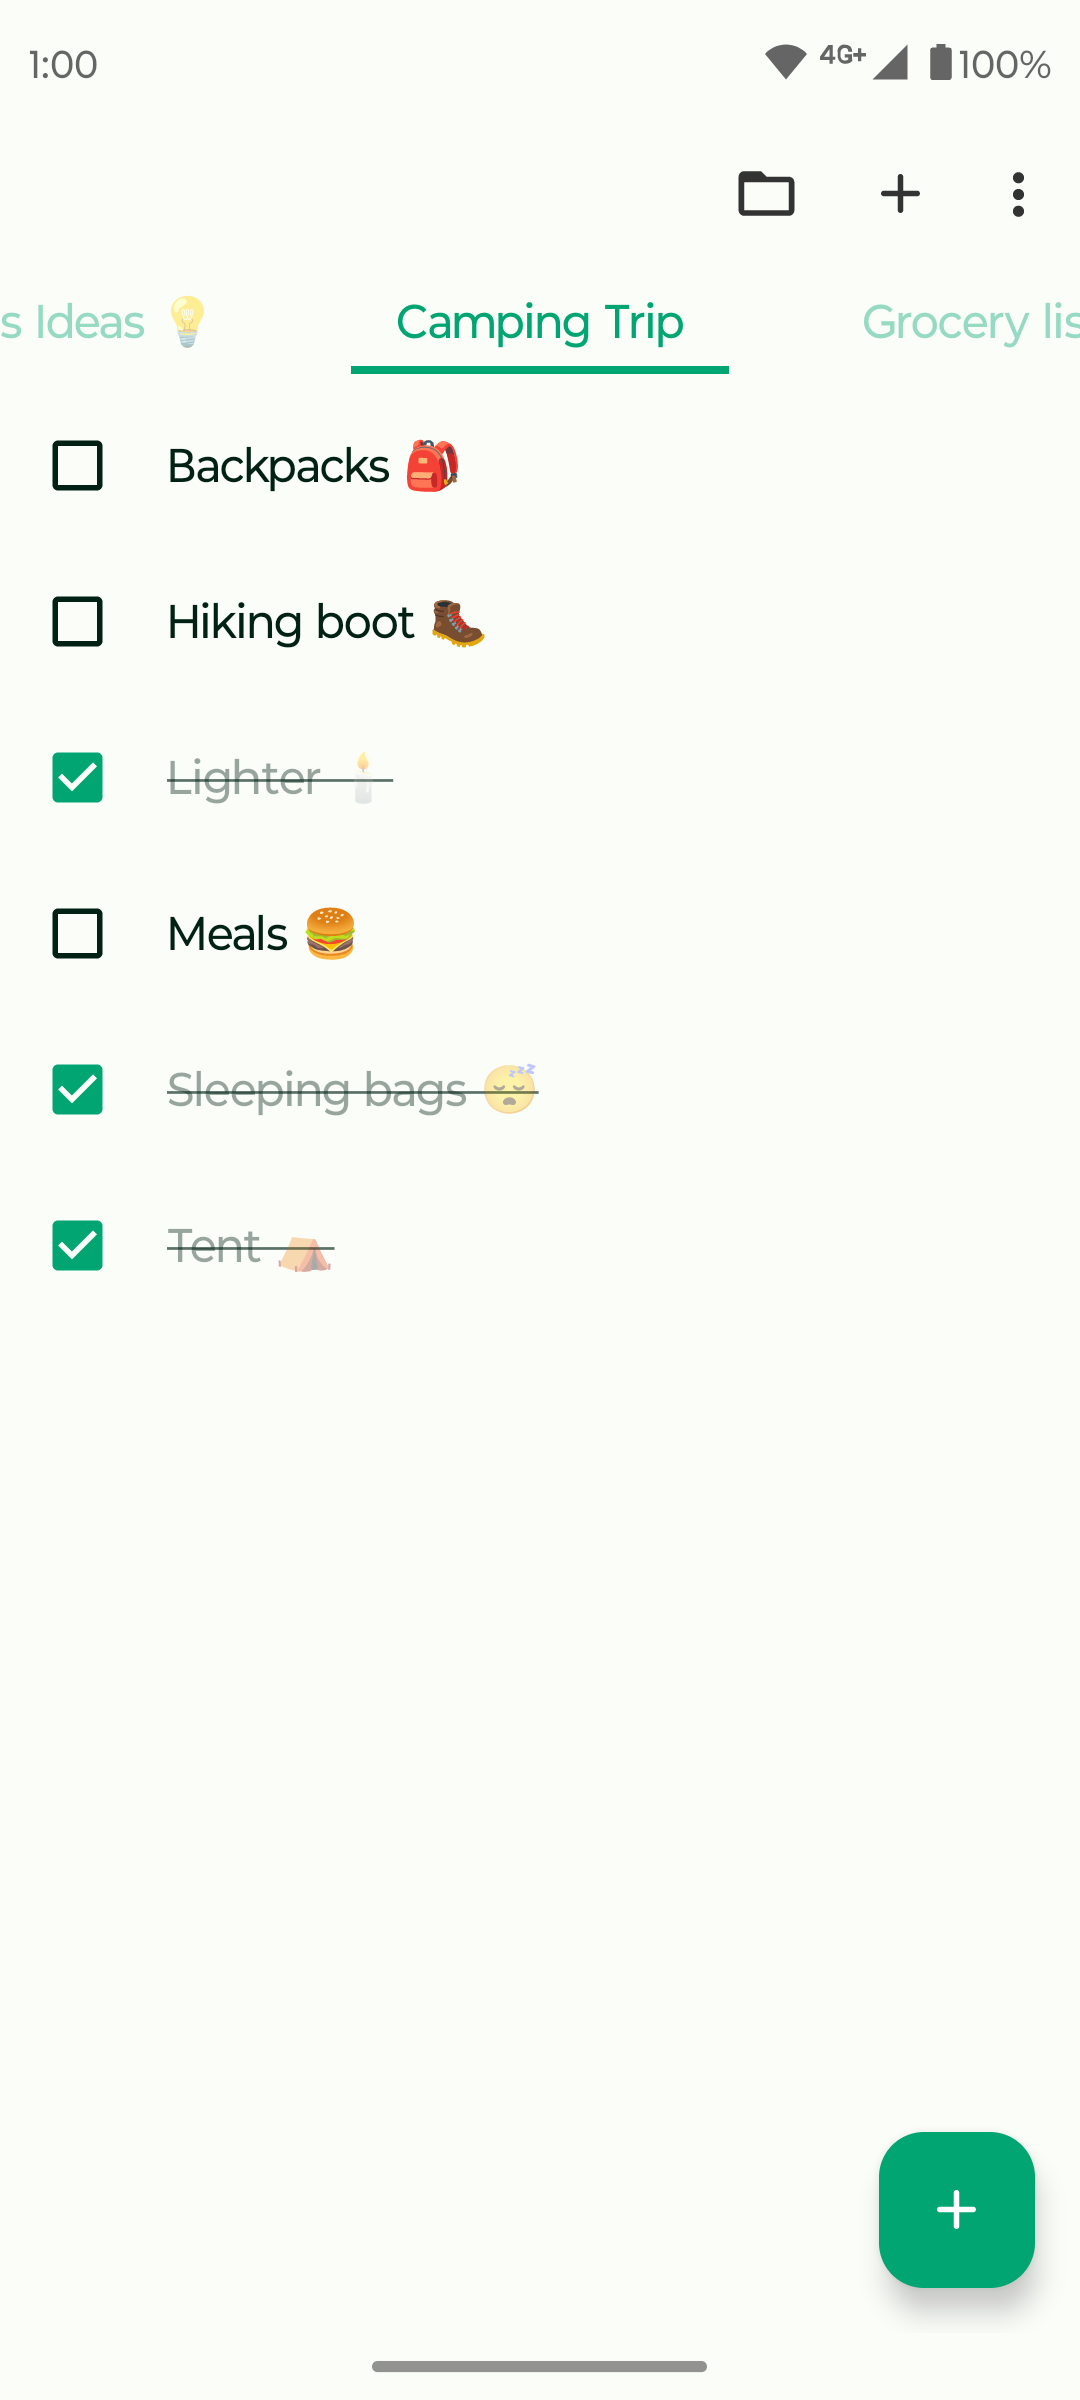 1:00 4G+ 100%
s Ideas 💡 Camping Trip Grocery lis
Backpacks 🎒
Hiking boot 🥾
Lighter 🕯️
Meals 🍔
Sleeping bags 😴
Tent ⛺